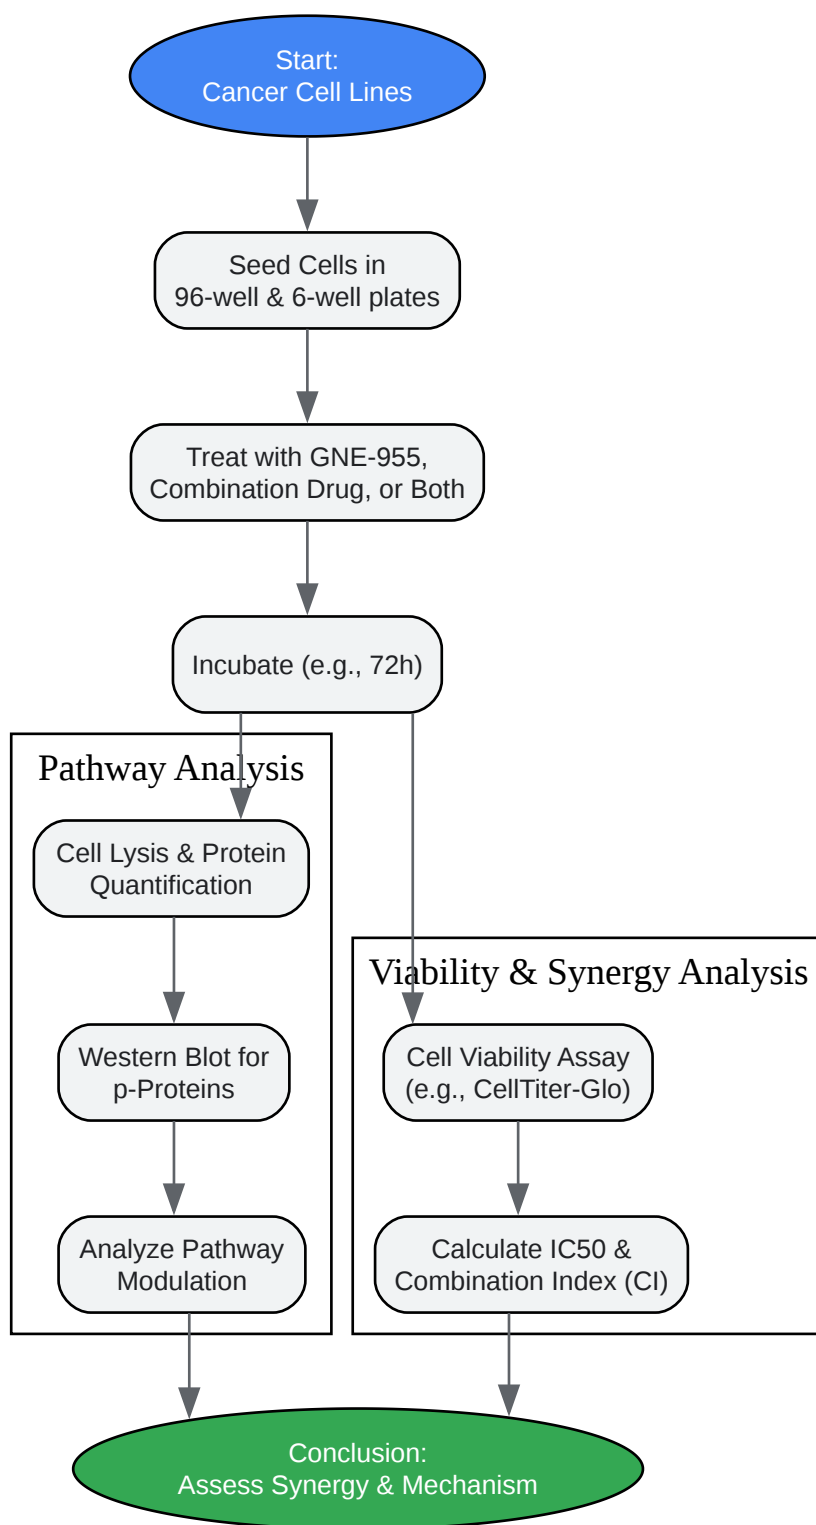 Start:
Cancer Cell Lines
Seed Cells in
96-well & 6-well plates
Treat with GNE-955,
Combination Drug, or Both
Incubate (e.g., 72h)
Pathway Analysis
Cell Lysis & Protein
Quantification
Western Blot for
p-Proteins
Analyze Pathway
Modulation
Viability & Synergy Analysis
Cell Viability Assay
(e.g., CellTiter-Glo)
Calculate IC50 &
Combination Index (CI)
Conclusion:
Assess Synergy & Mechanism